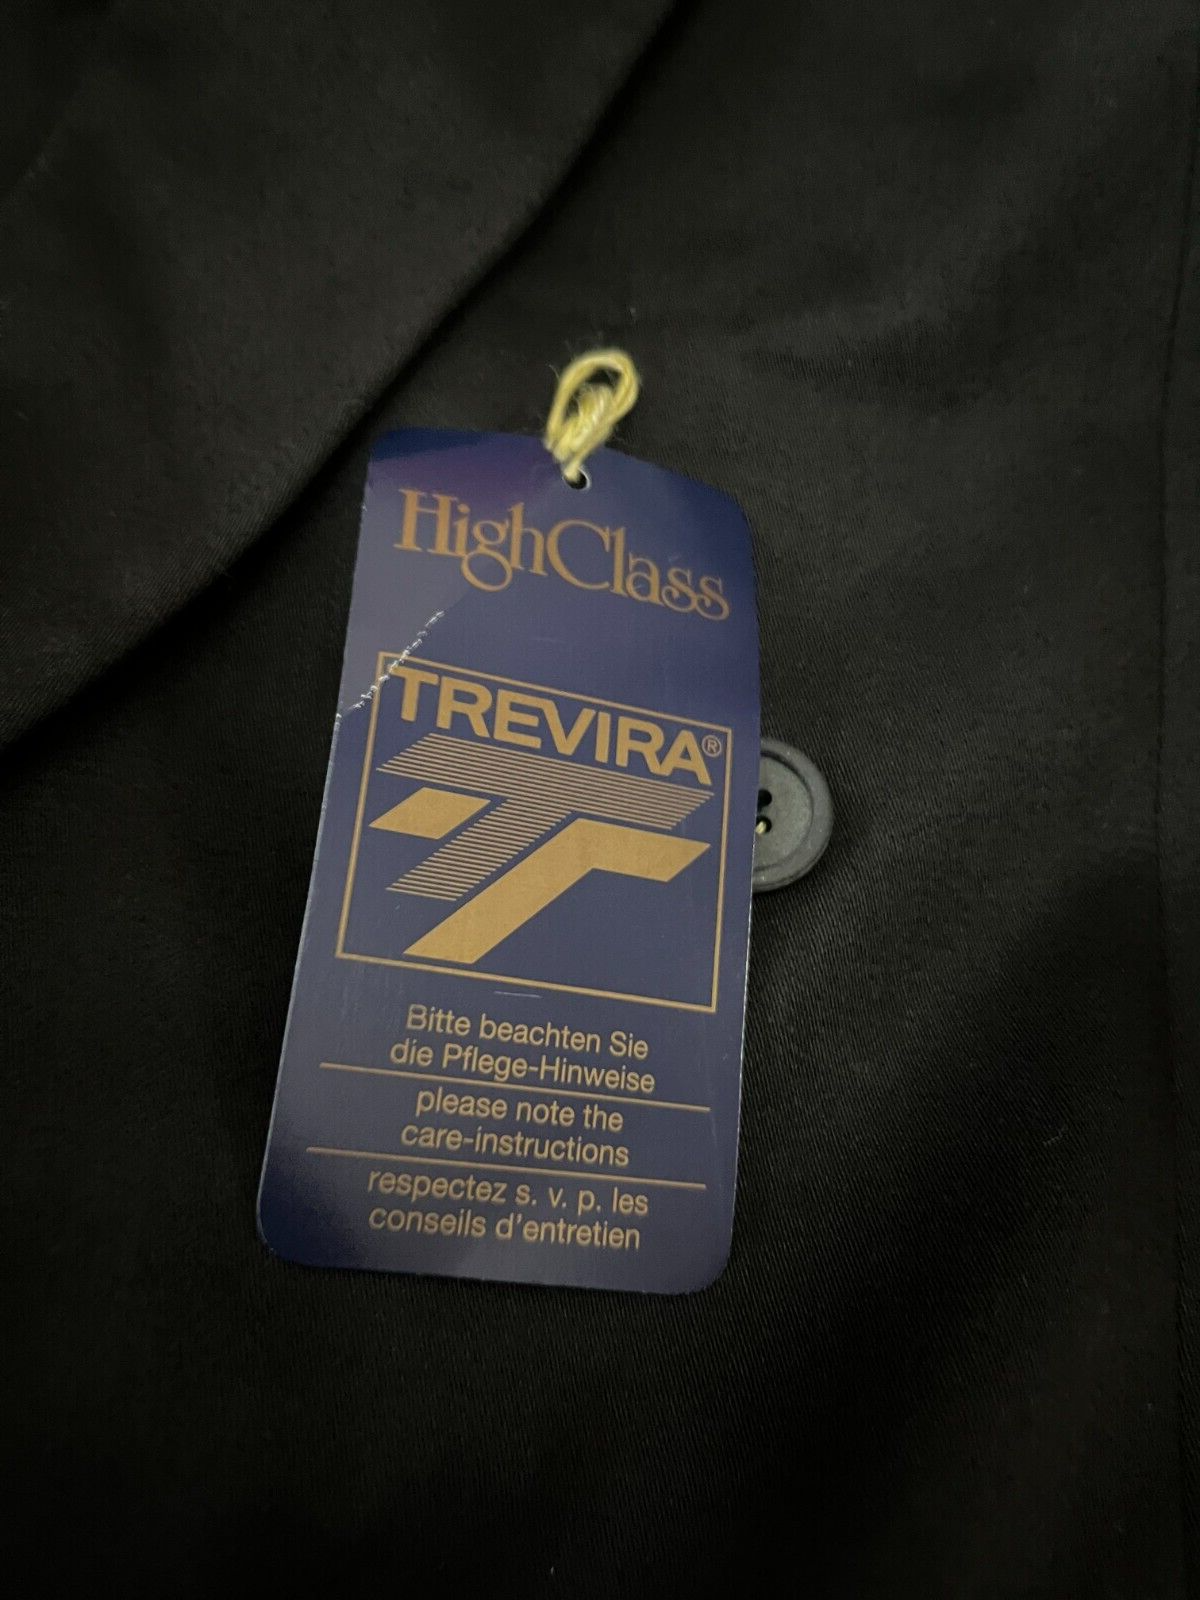 HighClass
TREVIRA®
Bitte beachten Sie
die Pflege-Hinweise
please note the
care-instructions
respectez s. v. p. les
conseils d'entretien